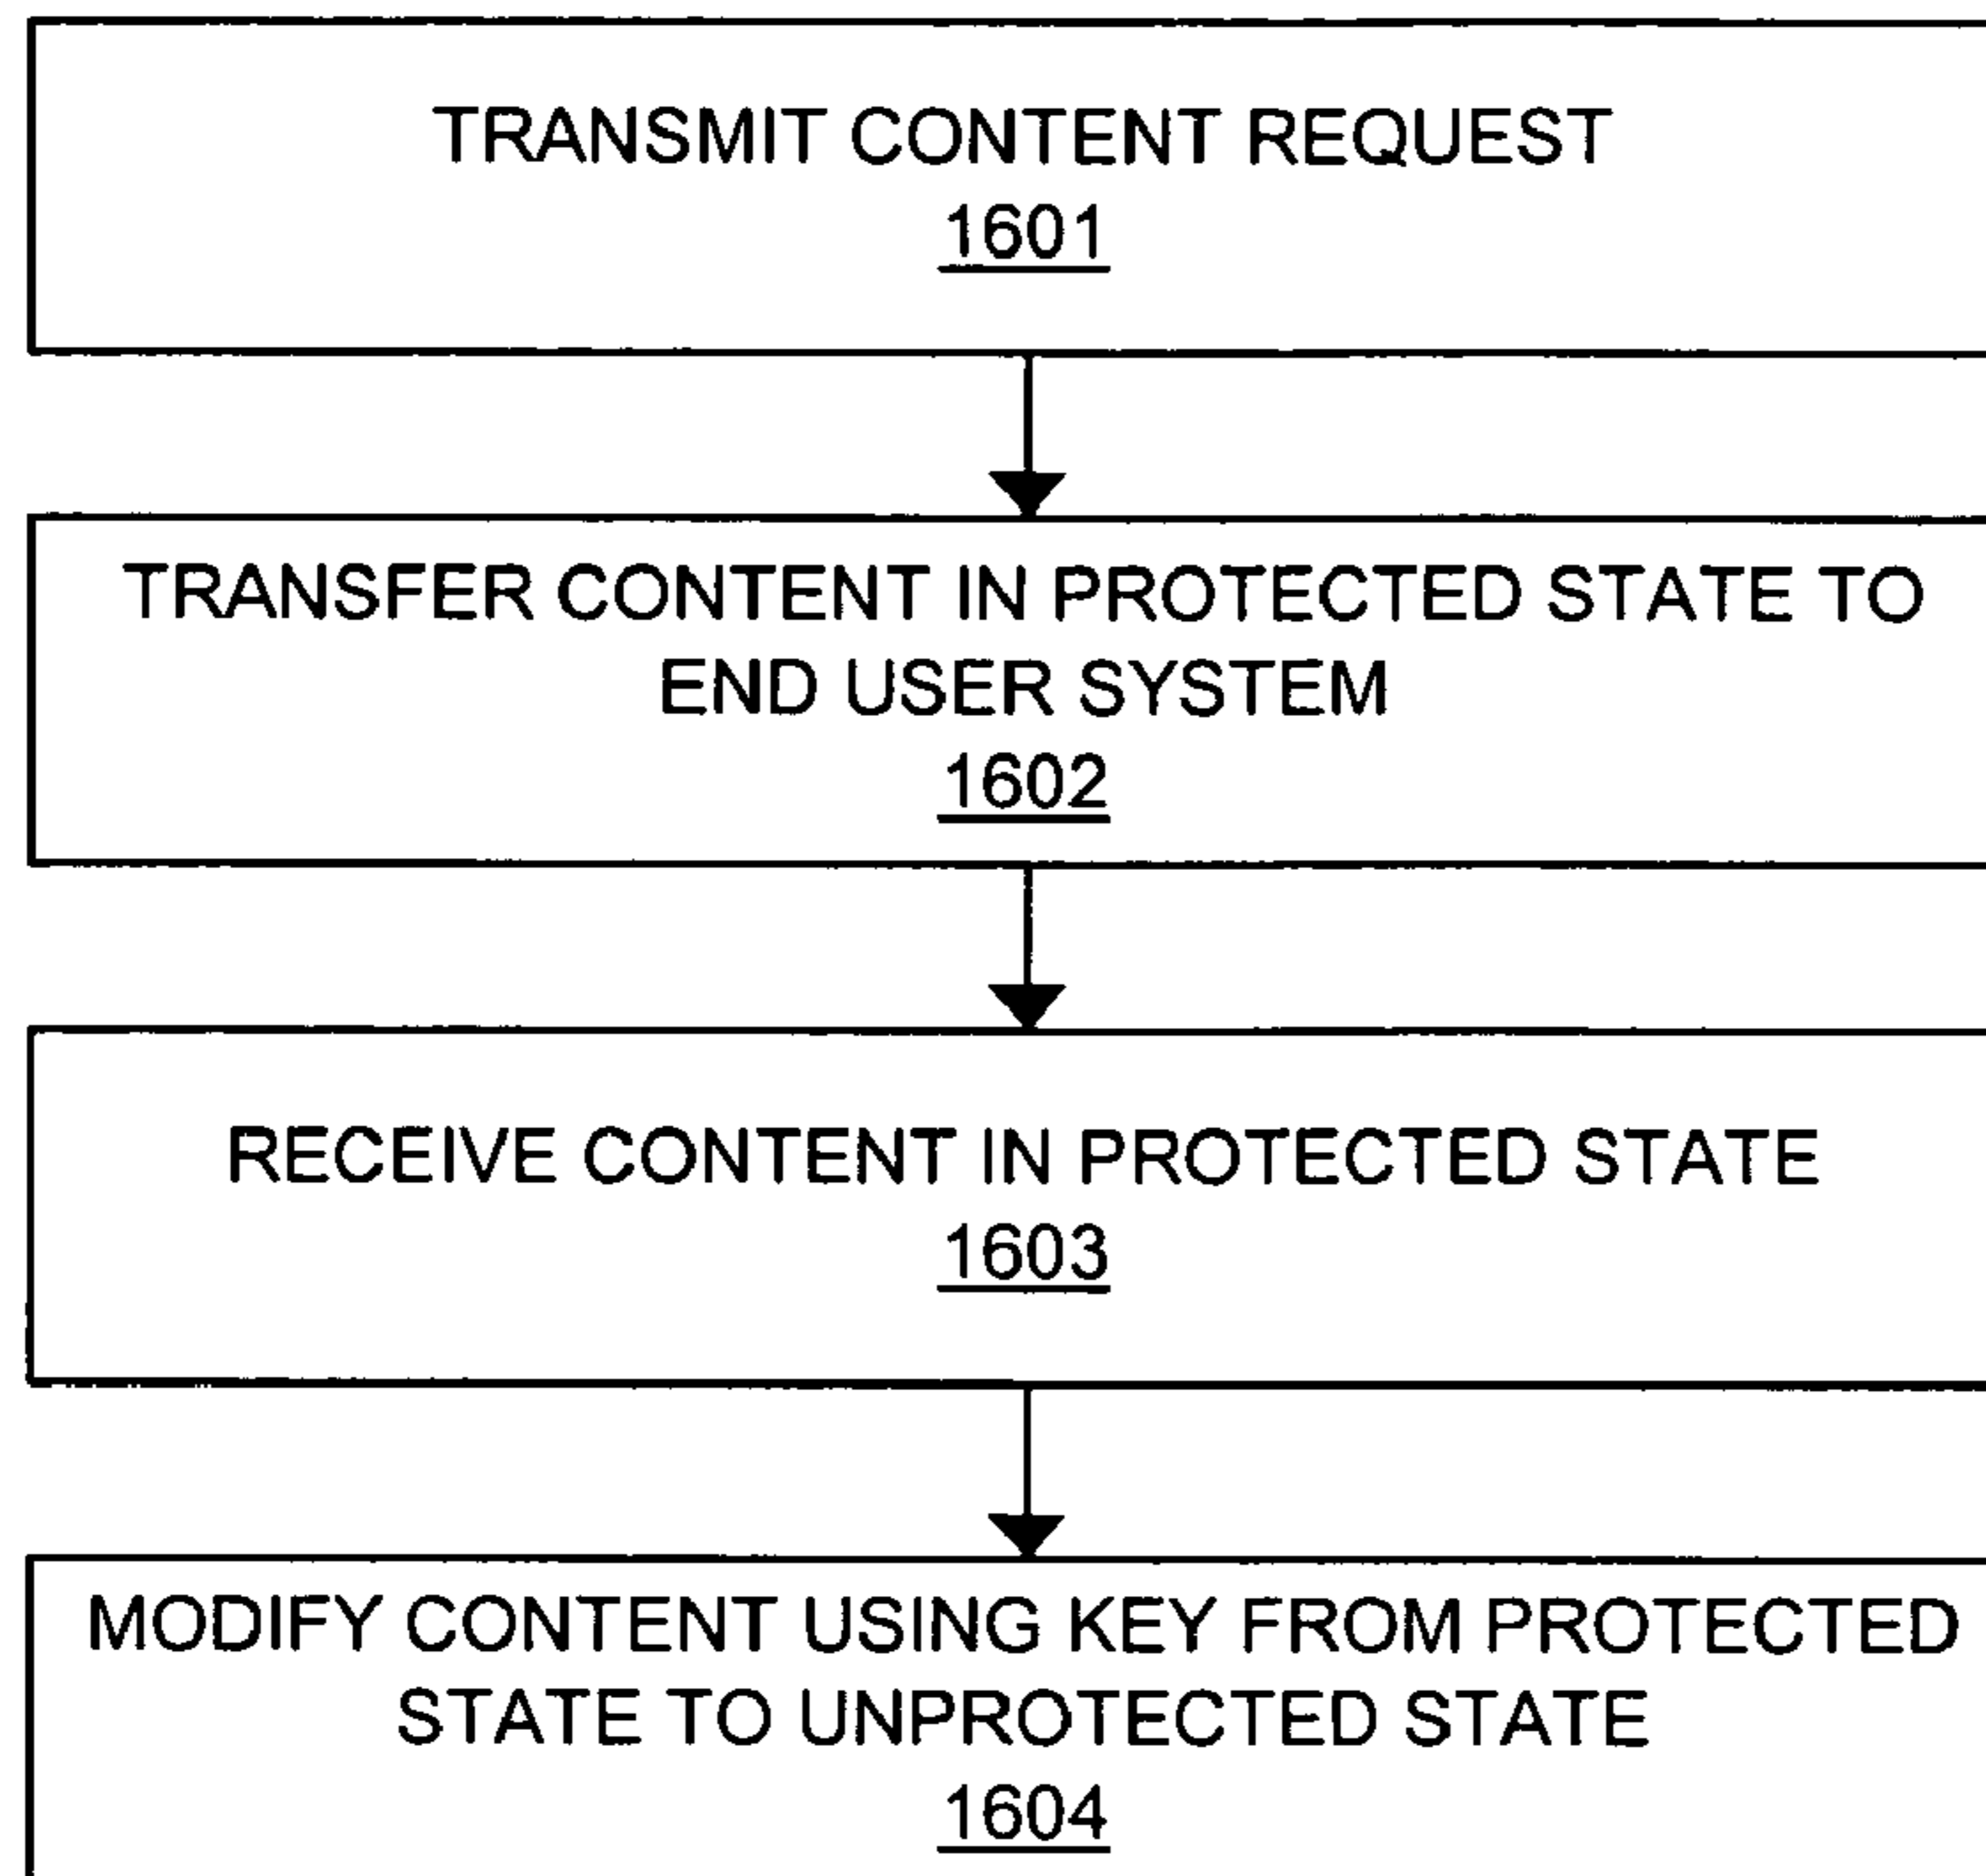 TRANSMIT CONTENT REQUEST
1601
TRANSFER CONTENT IN PROTECTED STATE TO
END USER SYSTEM
1602
RECEIVE CONTENT IN PROTECTED STATE
1603
MODIFY CONTENT USING KEY FROM PROTECTED
STATE TO UNPROTECTED STATE
1604